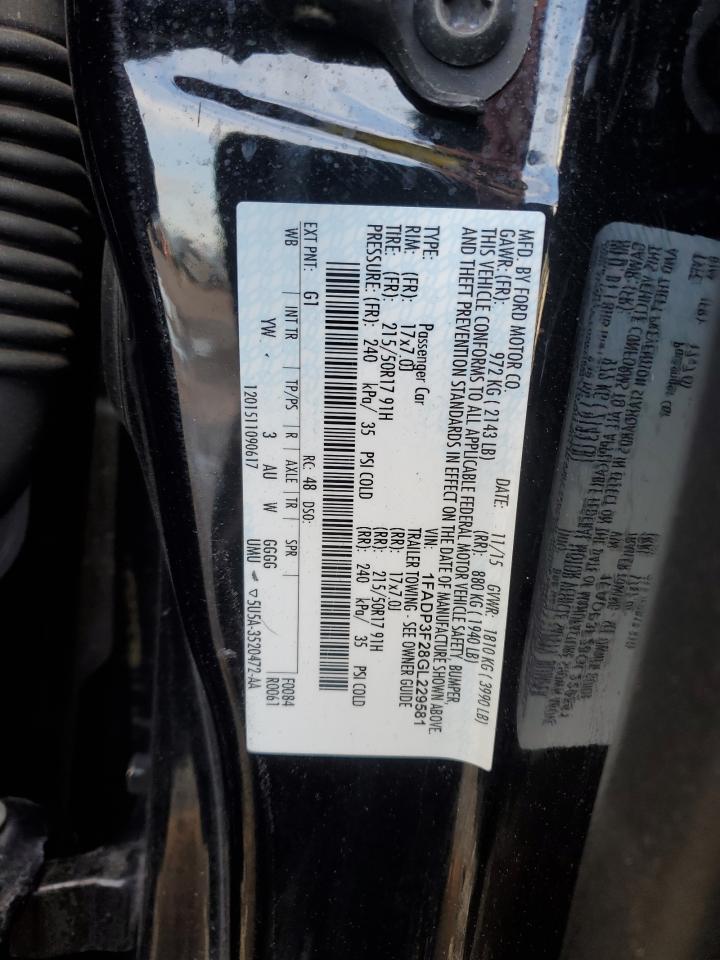 MFD. BY FORD MOTOR CO.
DATE: 11/15 GVWR: 1810 KG ( 3990 LB)
GAWR: (FR): 972 KG ( 2143 LB) (RR): 880 KG ( 1940 LB)
THIS VEHICLE CONFORMS TO ALL APPLICABLE FEDERAL MOTOR VEHICLE SAFETY, BUMPER,
AND THEFT PREVENTION STANDARDS IN EFFECT ON THE DATE OF MANUFACTURE SHOWN ABOVE.
VIN: 1FADP3F28GL229581
TYPE: Passenger Car TRAILER TOWING - SEE OWNER GUIDE
RIM: (FR): 17x7.0J (RR): 17x7.0J
TIRE: (FR): 215/50R17 91H (RR): 215/50R17 91H
PRESSURE: (FR): 240 kPa/ 35 PSI COLD (RR): 240 kPa/ 35 PSI COLD
EXT PNT: G1 RC: 48 DSO: F0084
WB INT TR TP/PS R AXLE TR SPR R0061
YW 3 AU W GGGG
1201511090617 UMU 5U5A-3520472-AA